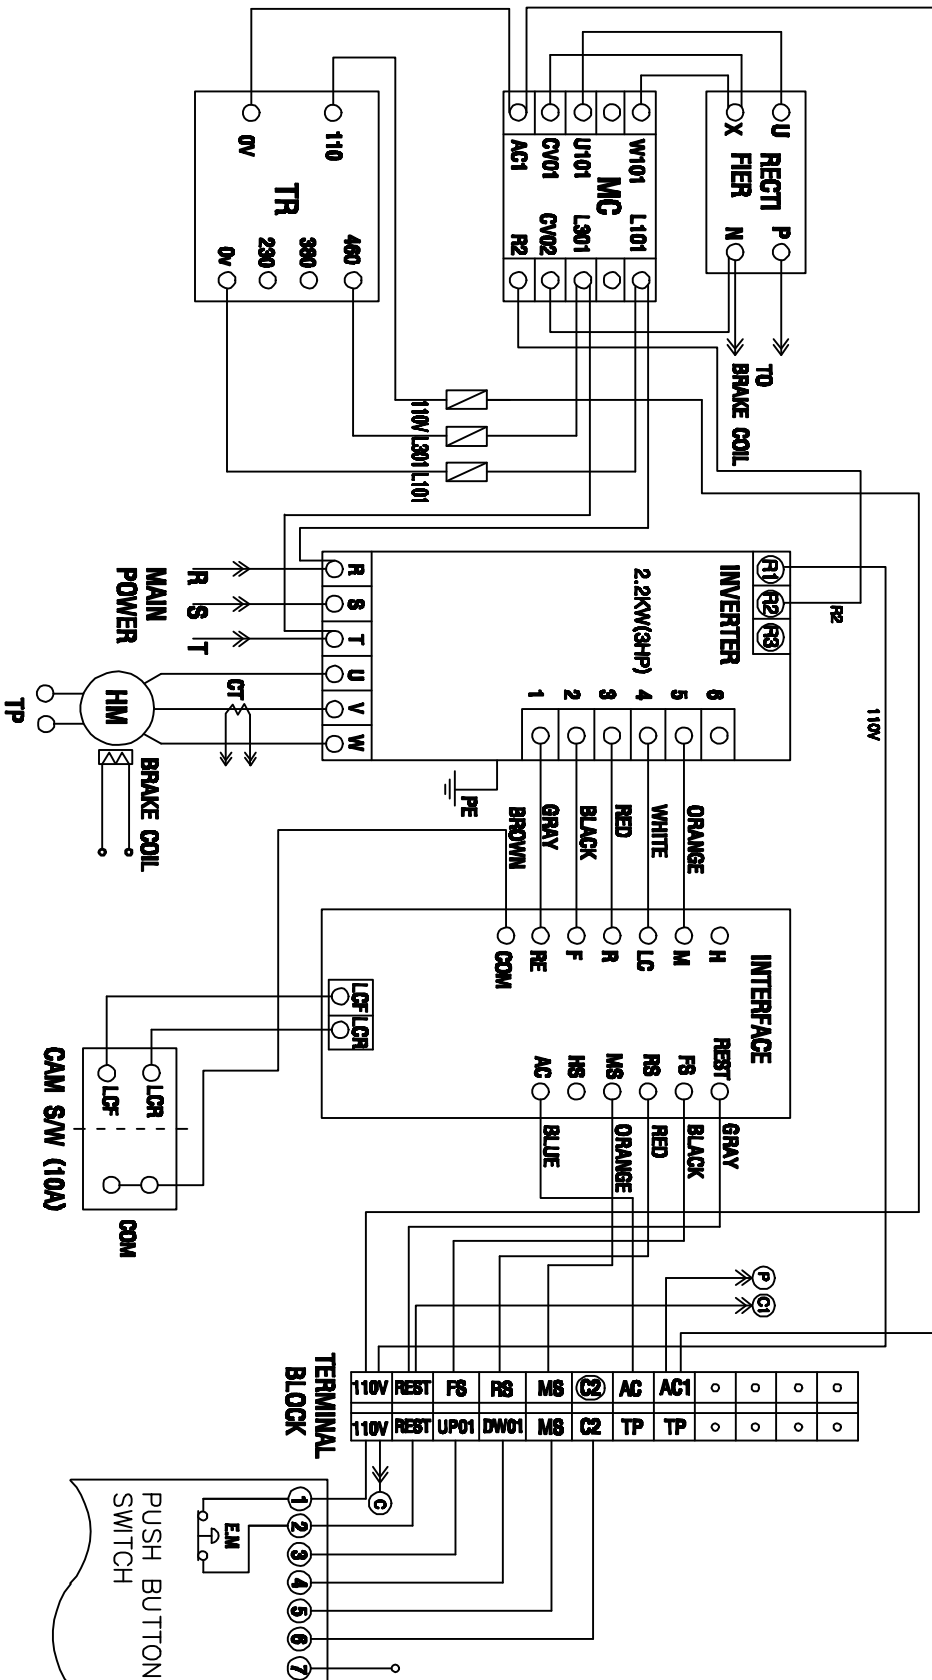 U
RECTI
P
X
FIER
N
W101
L101
MC
U101
L301
CV01
CV02
AC1
R2
110
TR
0V
460
380
230
0v
TO
BRAKE COIL
110V
L301
L101
R1
R2
R3
R2
110V
INVERTER
2.2KW(3HP)
R
S
T
U
V
W
1
2
3
4
5
6
MAIN
POWER
R
S
T
HM
TP
CT
BRAKE COIL
PE
ORANGE
WHITE
RED
BLACK
GRAY
BROWN
INTERFACE
H
M
LC
R
F
RE
COM
REST
FS
RS
MS
HS
AC
LCF
LCR
GRAY
BLACK
RED
ORANGE
BLUE
LCR
LCF
CAM S/W (10A)
COM
P
C1
TERMINAL
BLOCK
110V REST FS RS MS C2 AC AC1
110V REST UP01 DW01 MS C2 TP TP
C
1
2
3
4
5
6
7
E.M
PUSH BUTTON
SWITCH